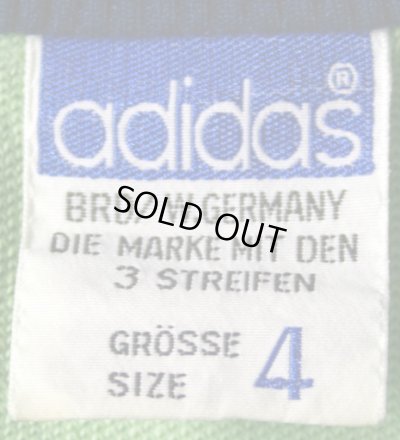 adidas®
GERMANY
DIE MARKE MIT DEN
3 STREIFEN
GRÖSSE
SIZE 4
SOLD OUT